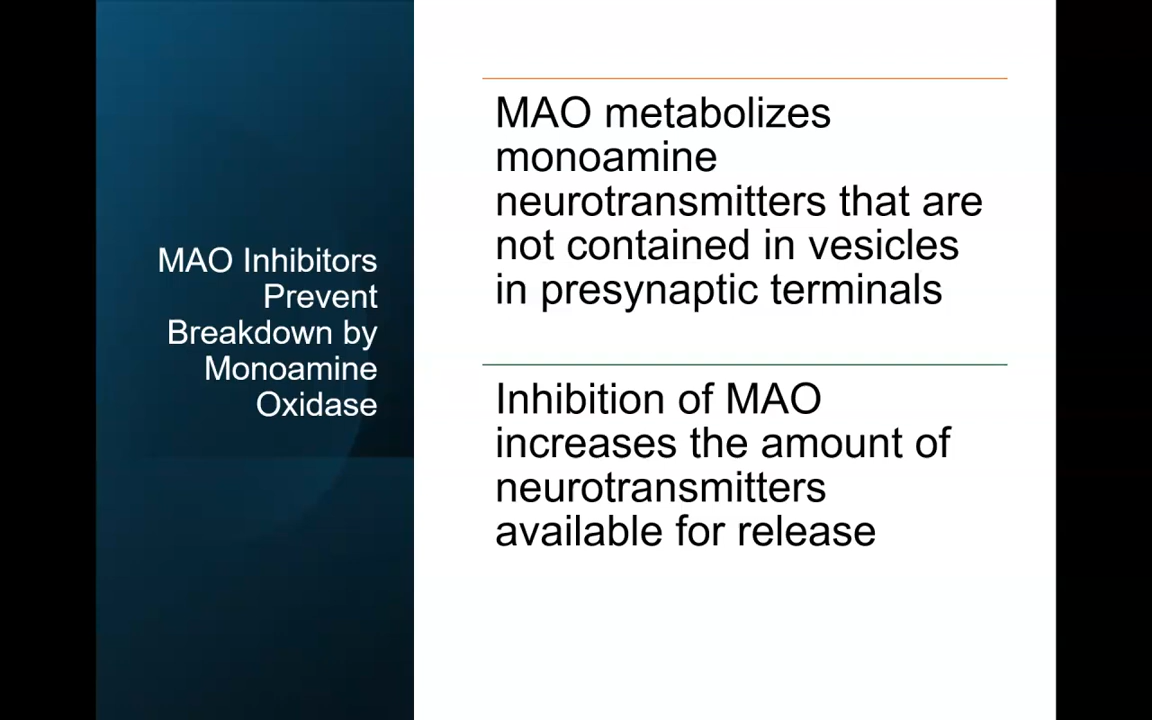 MAO Inhibitors
Prevent
Breakdown by
Monoamine
Oxidase
MAO metabolizes
monoamine
neurotransmitters that are
not contained in vesicles
in presynaptic terminals
Inhibition of MAO
increases the amount of
neurotransmitters
available for release